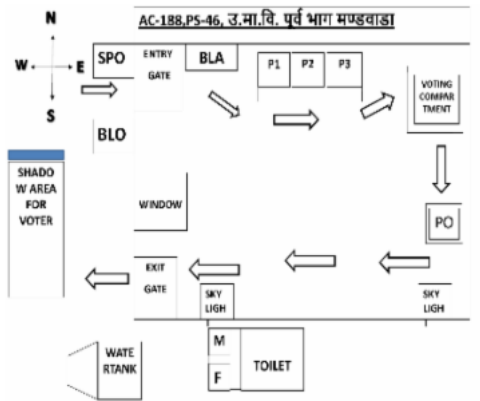 AC-188,PS-46, उ.मा.वि. पूर्व भाग मण्डवाडा
N
W
E
S
SPO
ENTRY
GATE
BLA
P1
P2
P3
VOTING
COMPAR
TMENT
BLO
SHADO
W AREA
FOR
VOTER
WINDOW
PO
EXIT
GATE
SKY
LIGH
SKY
LIGH
WATE
RTANK
M
F
TOILET